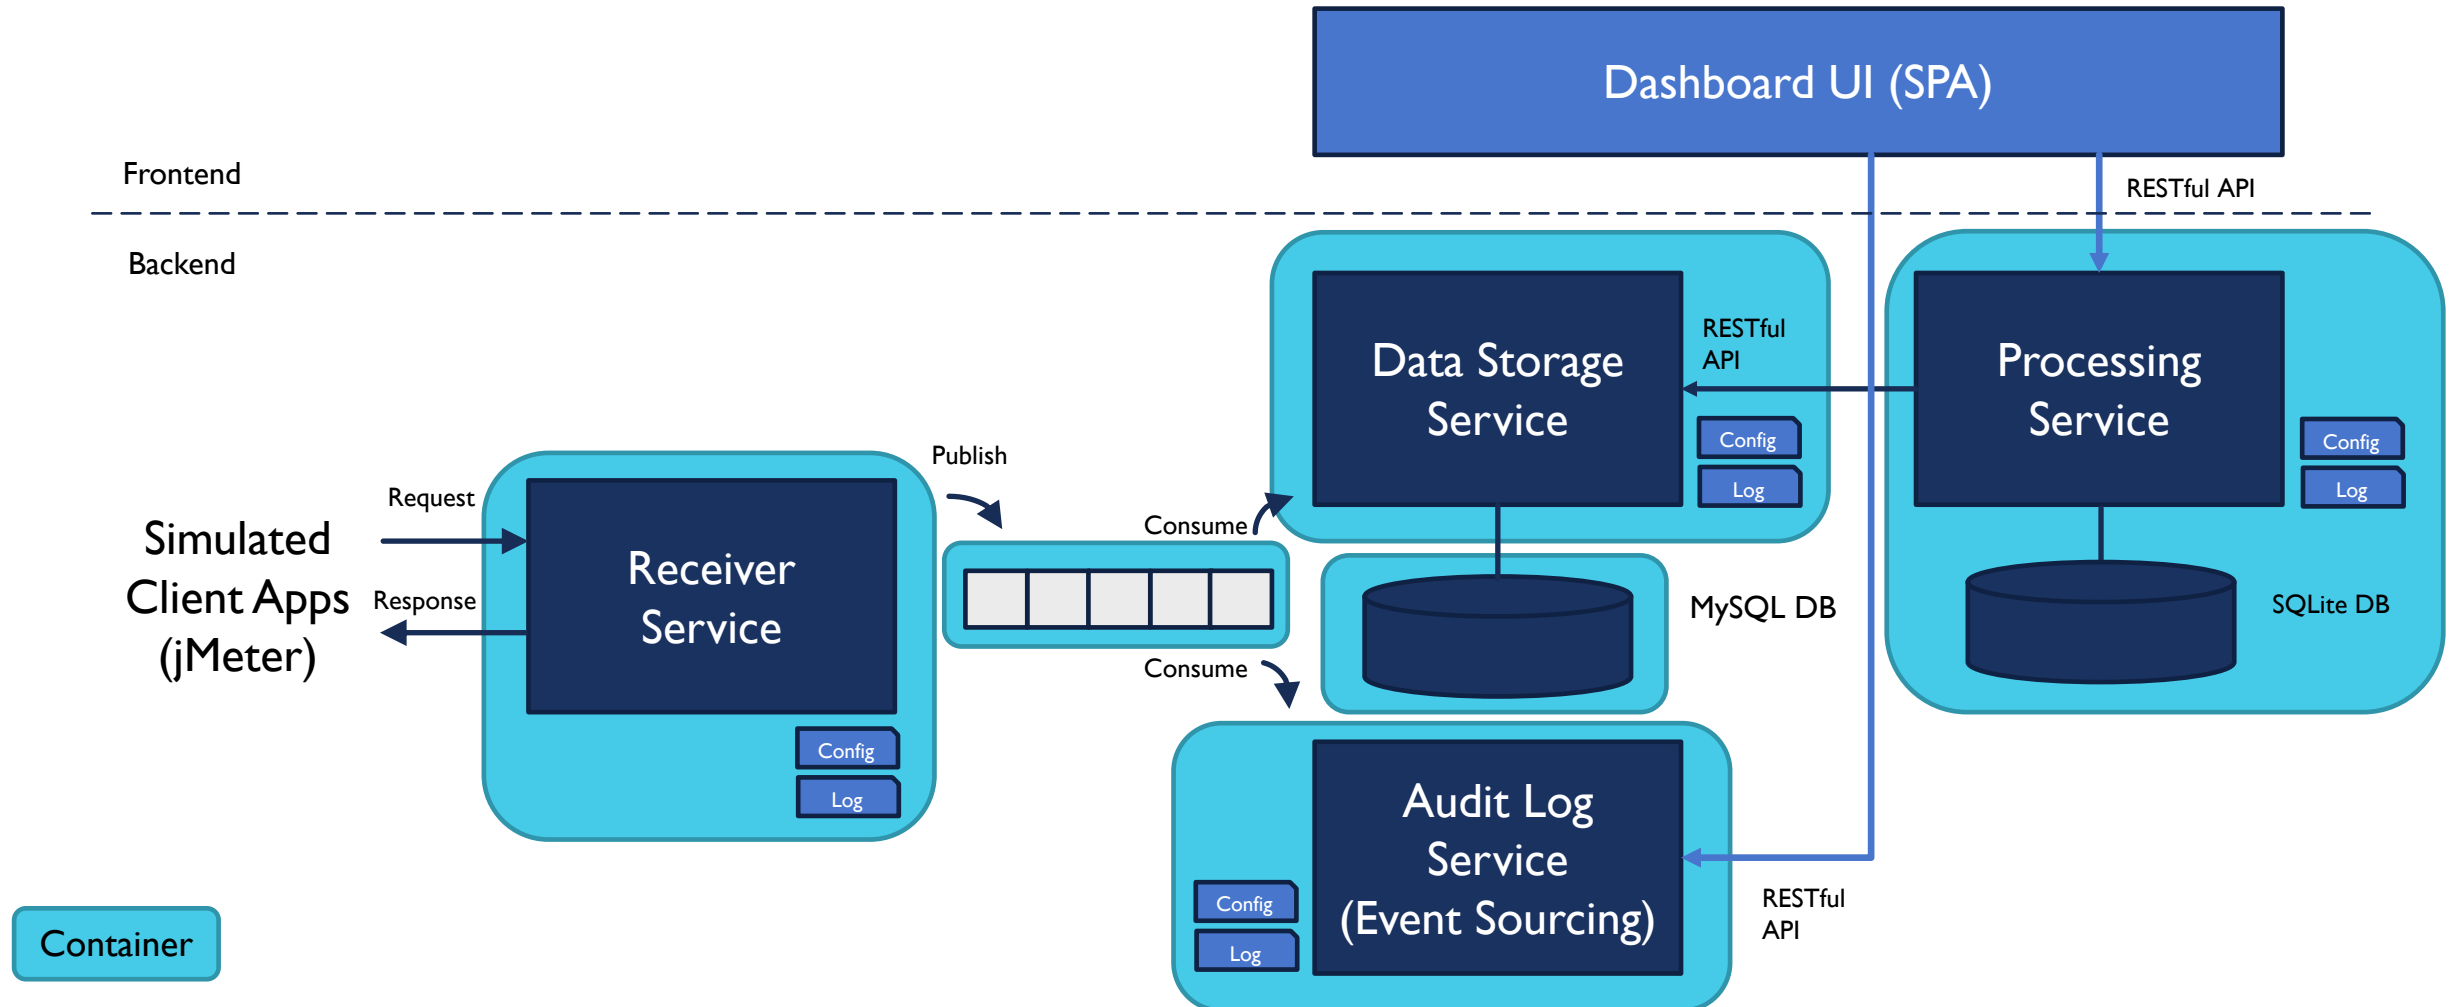 Dashboard UI (SPA)
Frontend
RESTful API
Backend
Data Storage
Service
RESTful
API
Config
Log
Processing
Service
Config
Log
Publish
Request
Simulated
Client Apps
(jMeter)
Response
Receiver
Service
Config
Log
Consume
Consume
MySQL DB
SQLite DB
Audit Log
Service
(Event Sourcing)
Config
Log
RESTful
API
Container